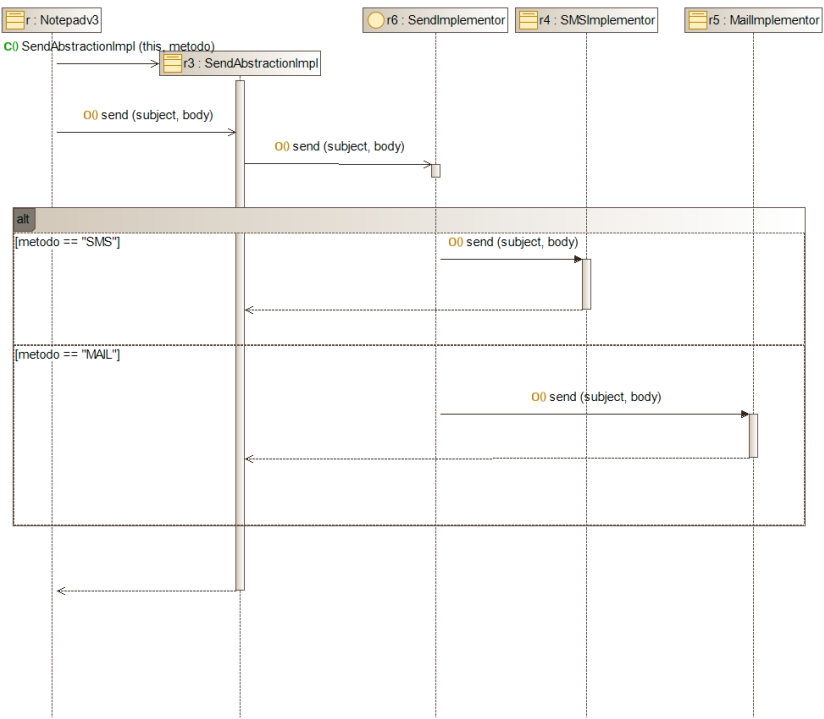 r : Notepadv3
r6 : SendImplementor
r4 : SMSImplementor
r5 : MailImplementor
C() SendAbstractionImpl (this, metodo)
r3 : SendAbstractionImpl
O() send (subject, body)
O() send (subject, body)
alt
[metodo == "SMS"]
O() send (subject, body)
[metodo == "MAIL"]
O() send (subject, body)